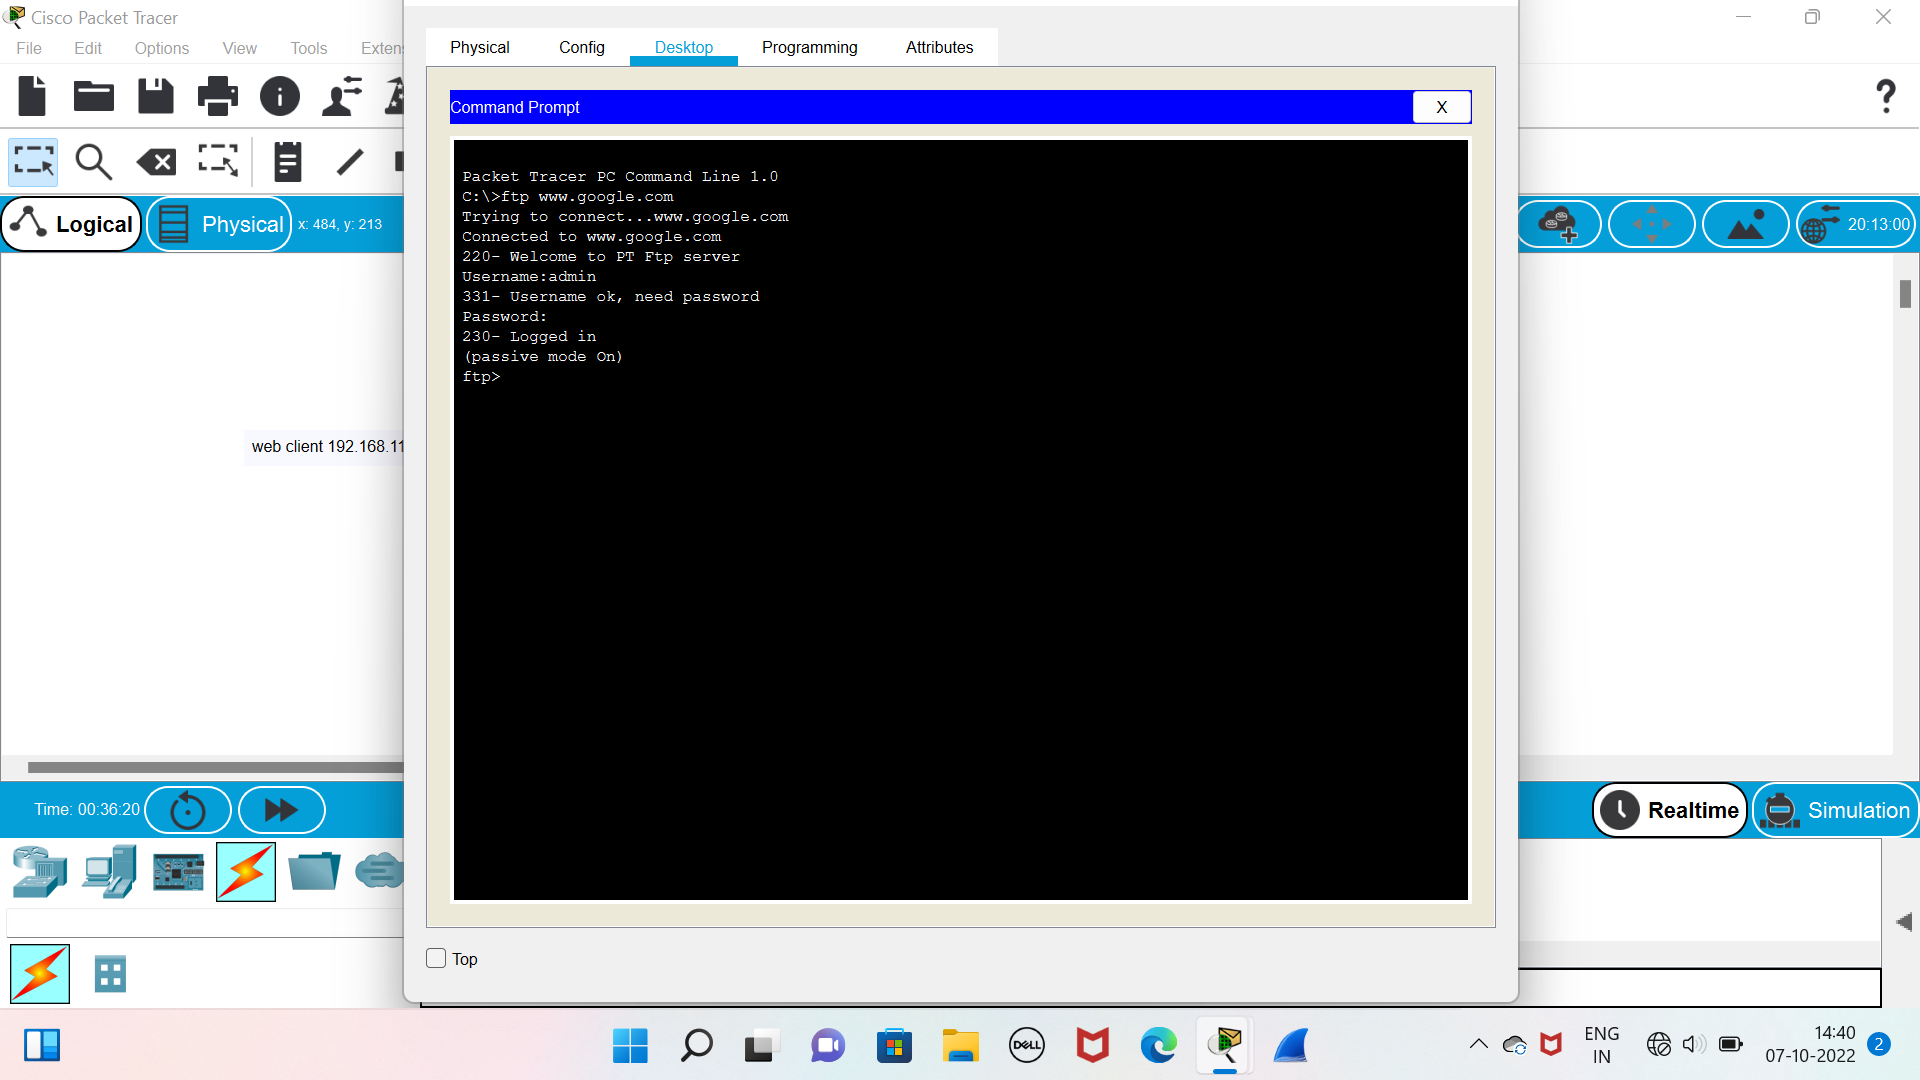 Cisco Packet Tracer
File Edit Options View Tools Exten
Physical Config Desktop Programming Attributes
Command Prompt X
Packet Tracer PC Command Line 1.0
C:\>ftp www.google.com
Trying to connect...www.google.com
Connected to www.google.com
220- Welcome to PT Ftp server
Username:admin
331- Username ok, need password
Password:
230- Logged in
(passive mode On)
ftp>
Logical Physical x: 484, y: 213
20:13:00
web client 192.168.11
Time: 00:36:20
Realtime Simulation
Top
DELL
ENG
IN
14:40
07-10-2022
2